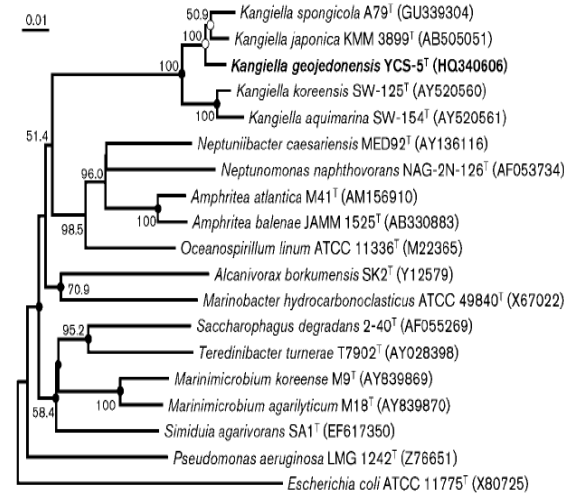 0.01
50.9
Kangiella spongicola A79ᵀ (GU339304)
100
Kangiella japonica KMM 3899ᵀ (AB505051)
100
Kangiella geojedonensis YCS-5ᵀ (HQ340606)
Kangiella koreensis SW-125ᵀ (AY520560)
100
Kangiella aquimarina SW-154ᵀ (AY520561)
51.4
Neptuniibacter caesariensis MED92ᵀ (AY136116)
96.0
Neptunomonas naphthovorans NAG-2N-126ᵀ (AF053734)
Amphritea atlantica M41ᵀ (AM156910)
100
Amphritea balenae JAMM 1525ᵀ (AB330883)
98.5
Oceanospirillum linum ATCC 11336ᵀ (M22365)
Alcanivorax borkumensis SK2ᵀ (Y12579)
70.9
Marinobacter hydrocarbonoclasticus ATCC 49840ᵀ (X67022)
95.2
Saccharophagus degradans 2-40ᵀ (AF055269)
Teredinibacter turnerae T7902ᵀ (AY028398)
Marinimicrobium koreense M9ᵀ (AY839869)
100
Marinimicrobium agarilyticum M18ᵀ (AY839870)
58.4
Simiduia agarivorans SA1ᵀ (EF617350)
Pseudomonas aeruginosa LMG 1242ᵀ (Z76651)
Escherichia coli ATCC 11775ᵀ (X80725)